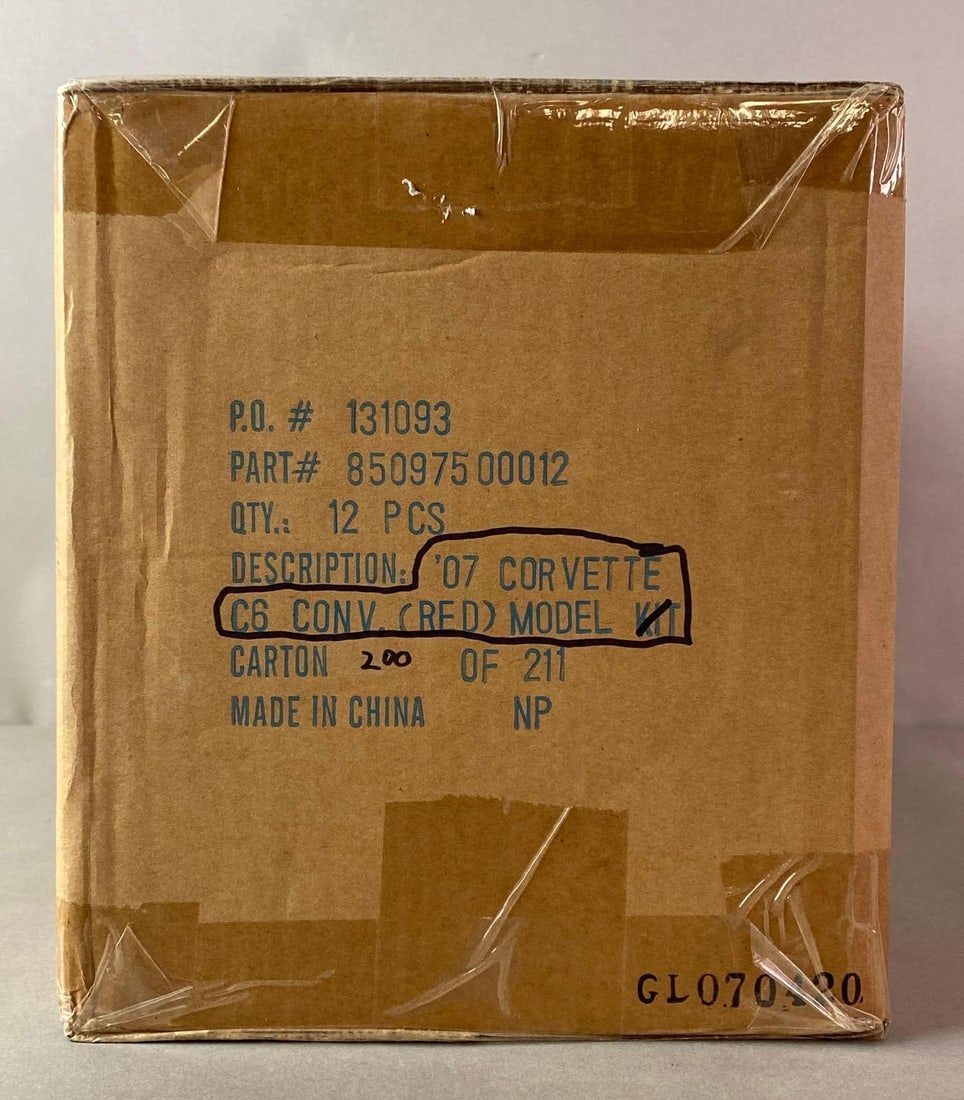 P.O. # 131093
PART# 85097500012
QTY.: 12 PCS
DESCRIPTION: '07 CORVETTE
C6 CONV. (RED) MODEL KIT
CARTON 200 OF 211
MADE IN CHINA NP
GL070420